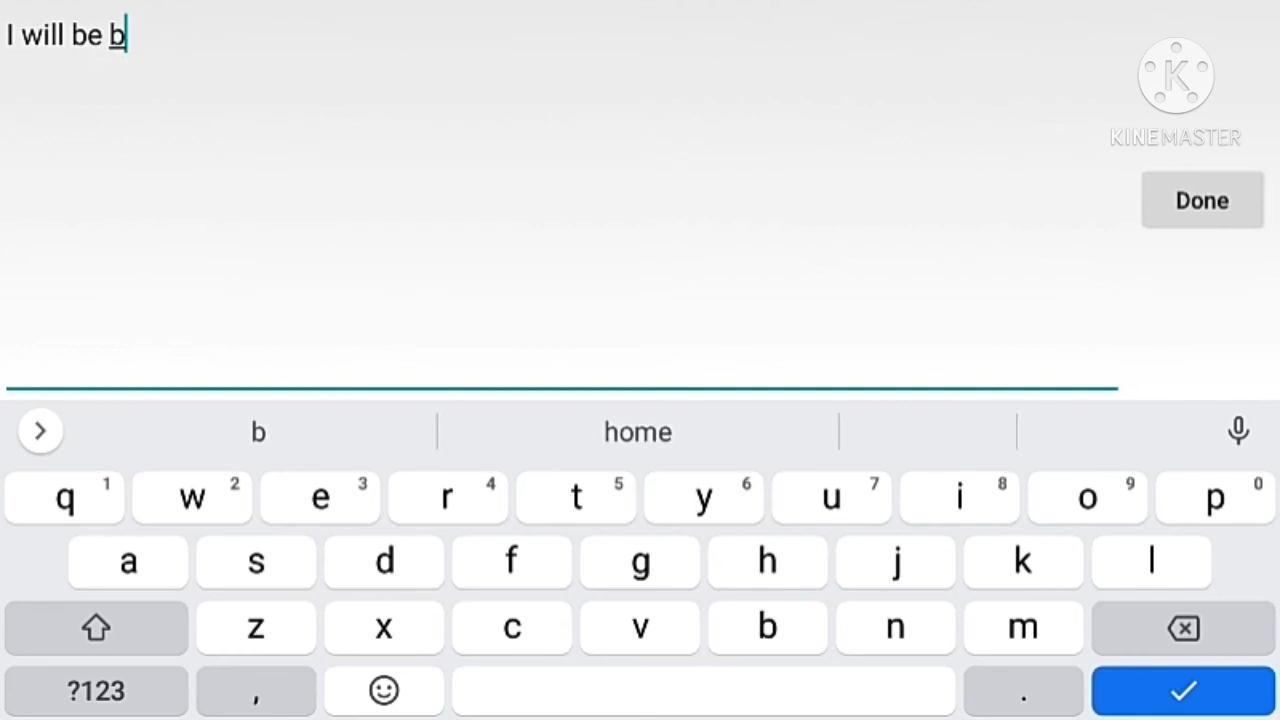 I will be b
K
KINEMASTER
Done
b home
q 1 w 2 e 3 r 4 t 5 y 6 u 7 i 8 o 9 p 0
a s d f g h j k l
z x c v b n m
?123 , .